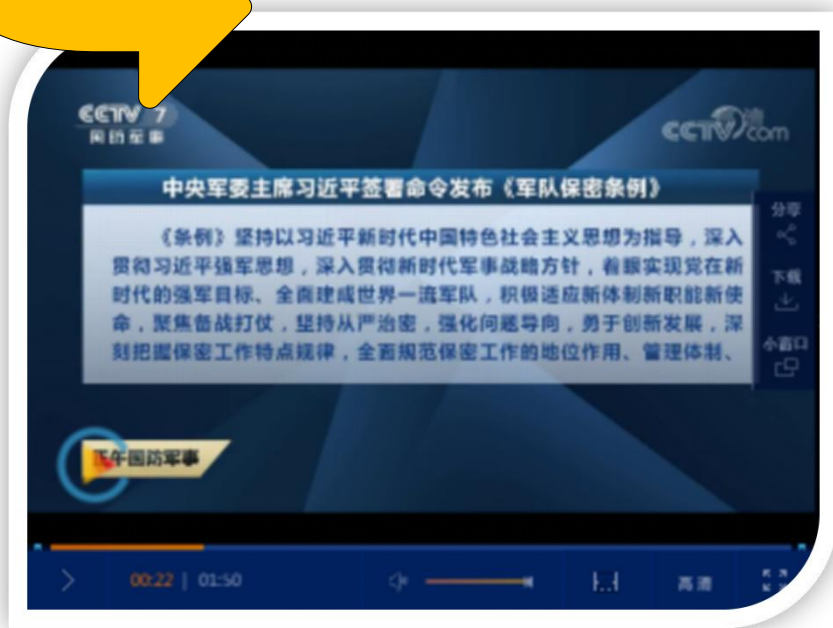 CCTV 7
国防军事
CCTV com
中央军委主席习近平签署命令发布《军队保密条例》
《条例》坚持以习近平新时代中国特色社会主义思想为指导，深入
贯彻习近平强军思想，深入贯彻新时代军事战略方针，着眼实现党在新
时代的强军目标、全面建成世界一流军队，积极适应新体制新职能新使
命，聚焦备战打仗，坚持从严治密，强化问题导向，勇于创新发展，深
刻把握保密工作特点规律，全面规范保密工作的地位作用、管理体制、
分享
下载
小窗口
正午国防军事
00:22 | 01:50
高清